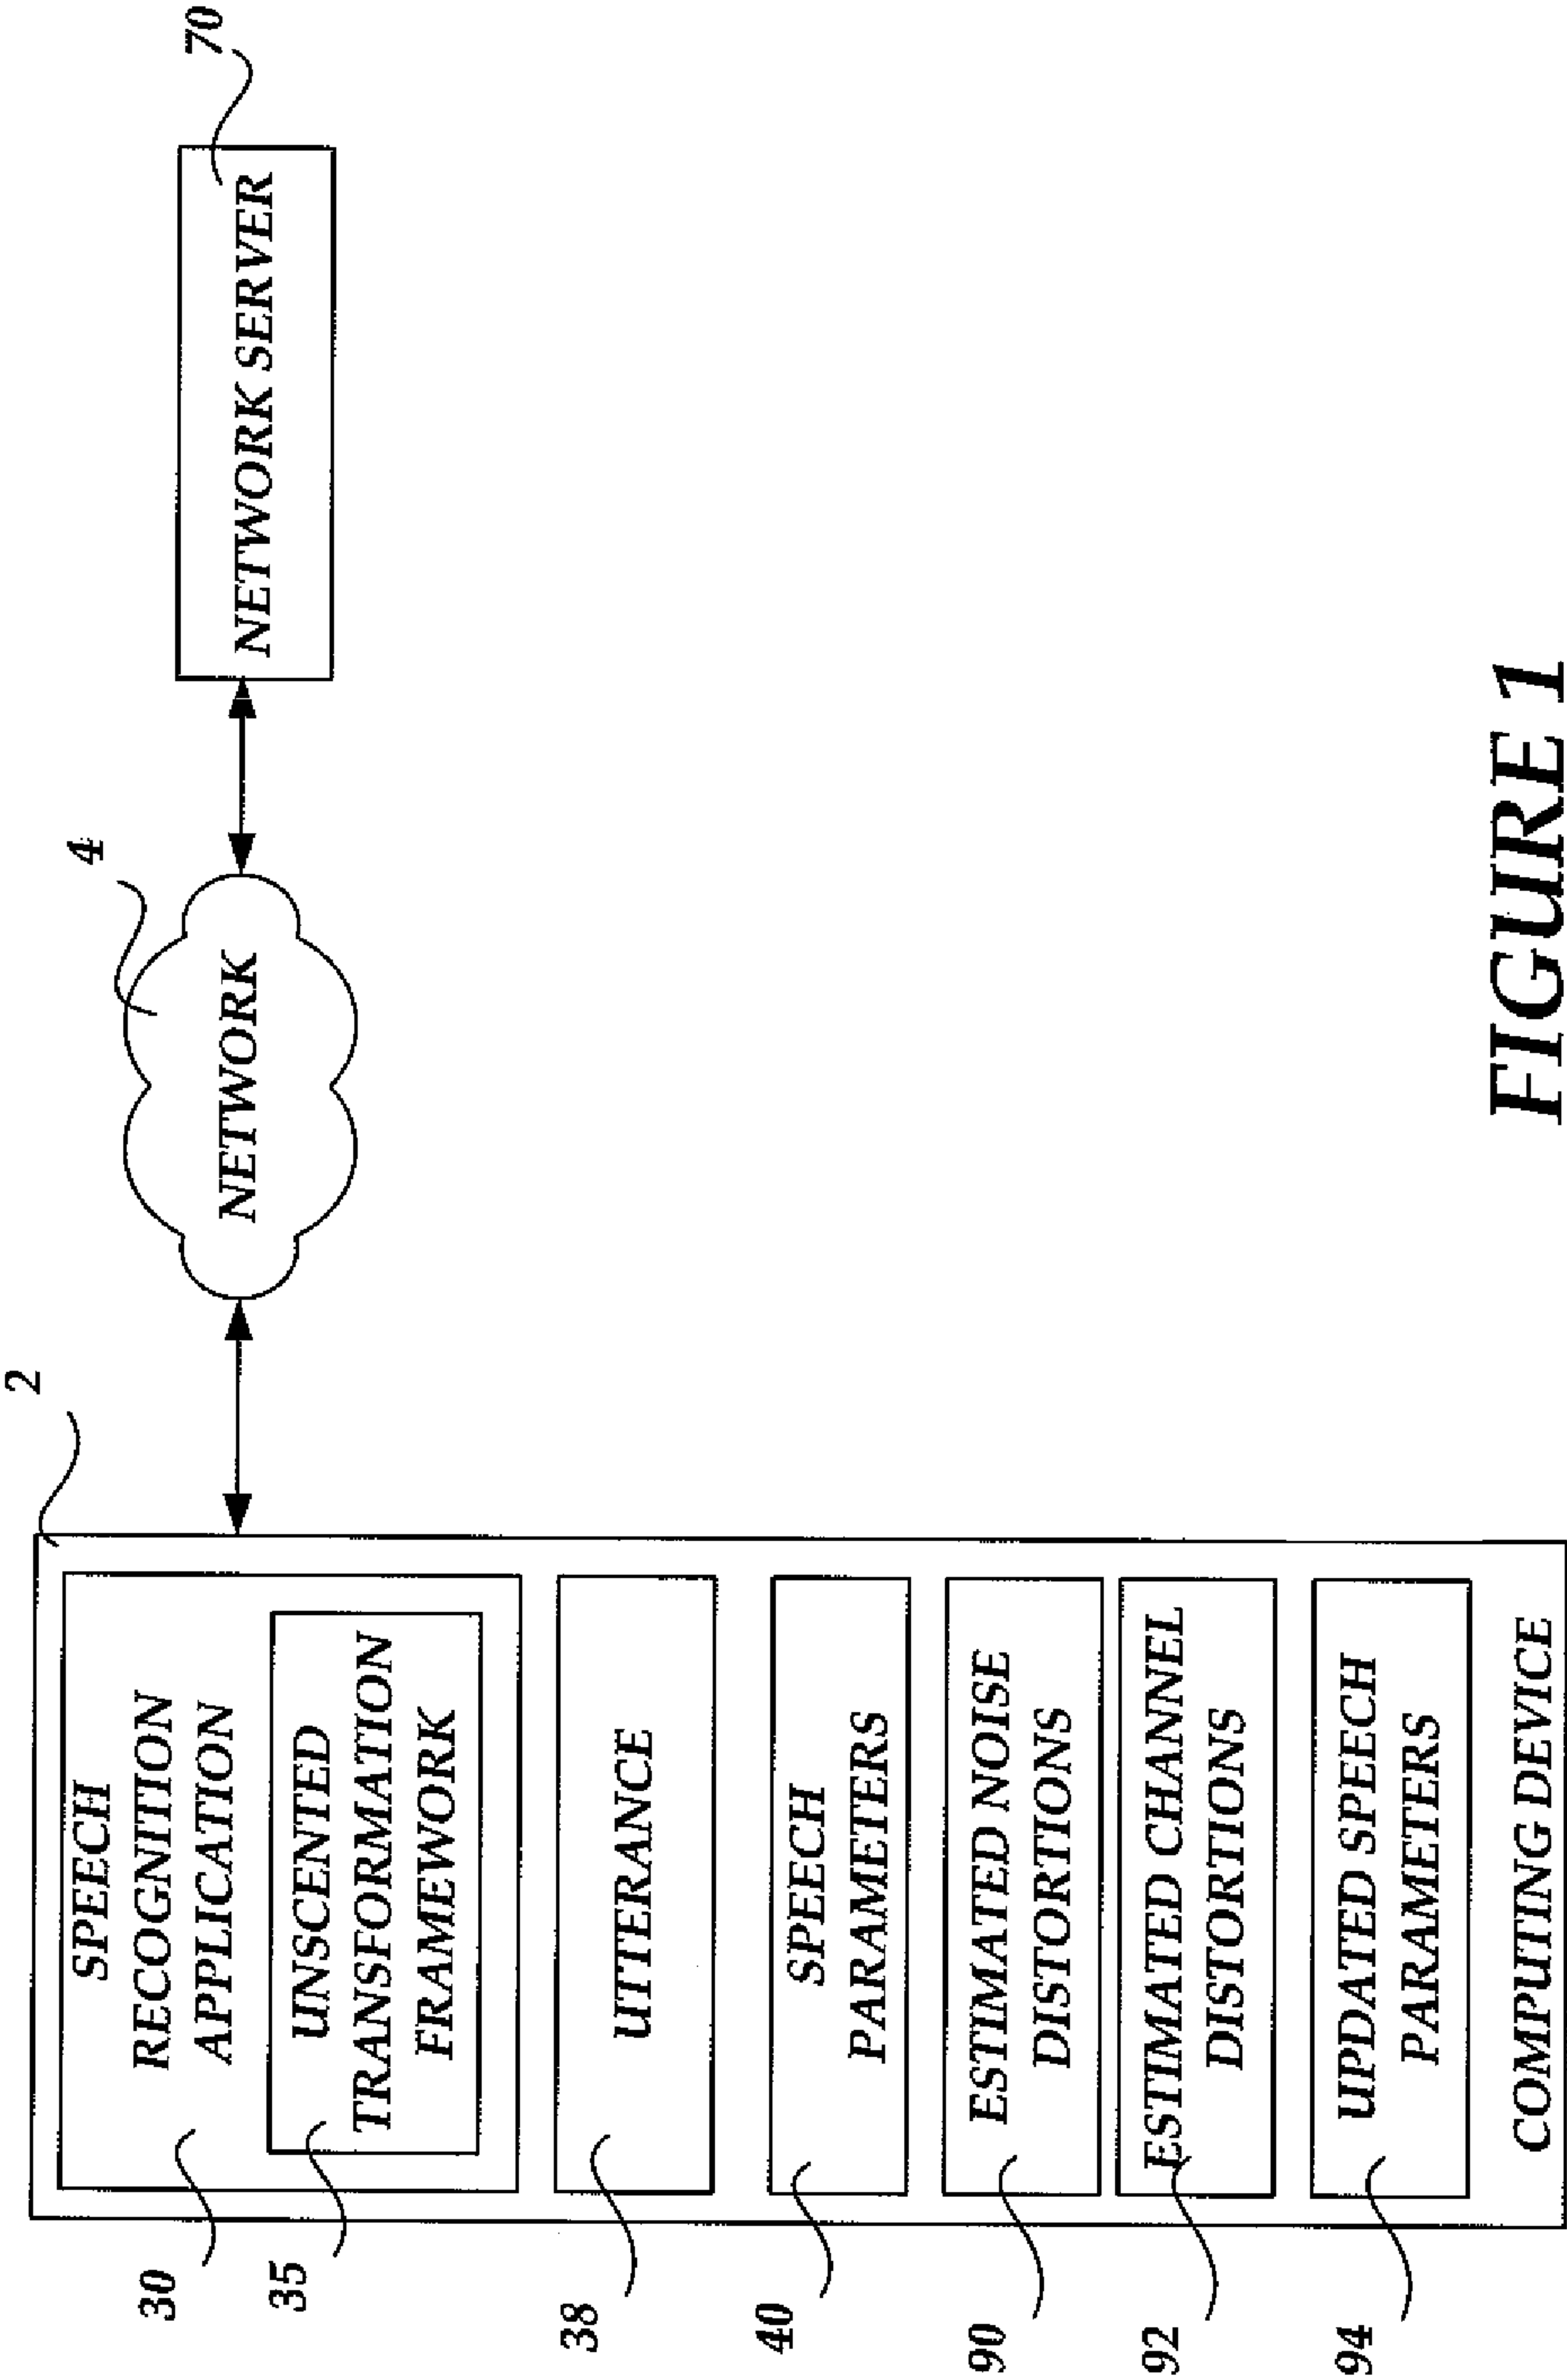 2
SPEECH
RECOGNITION
APPLICATION
30
UNSCENTED
TRANSFORMATION
FRAMEWORK
35
UTTERANCE
38
SPEECH
PARAMETERS
40
ESTIMATED NOISE
DISTORTIONS
90
ESTIMATED CHANNEL
DISTORTIONS
92
UPDATED SPEECH
PARAMETERS
94
COMPUTING DEVICE
4
NETWORK
70
NETWORK SERVER
FIGURE 1